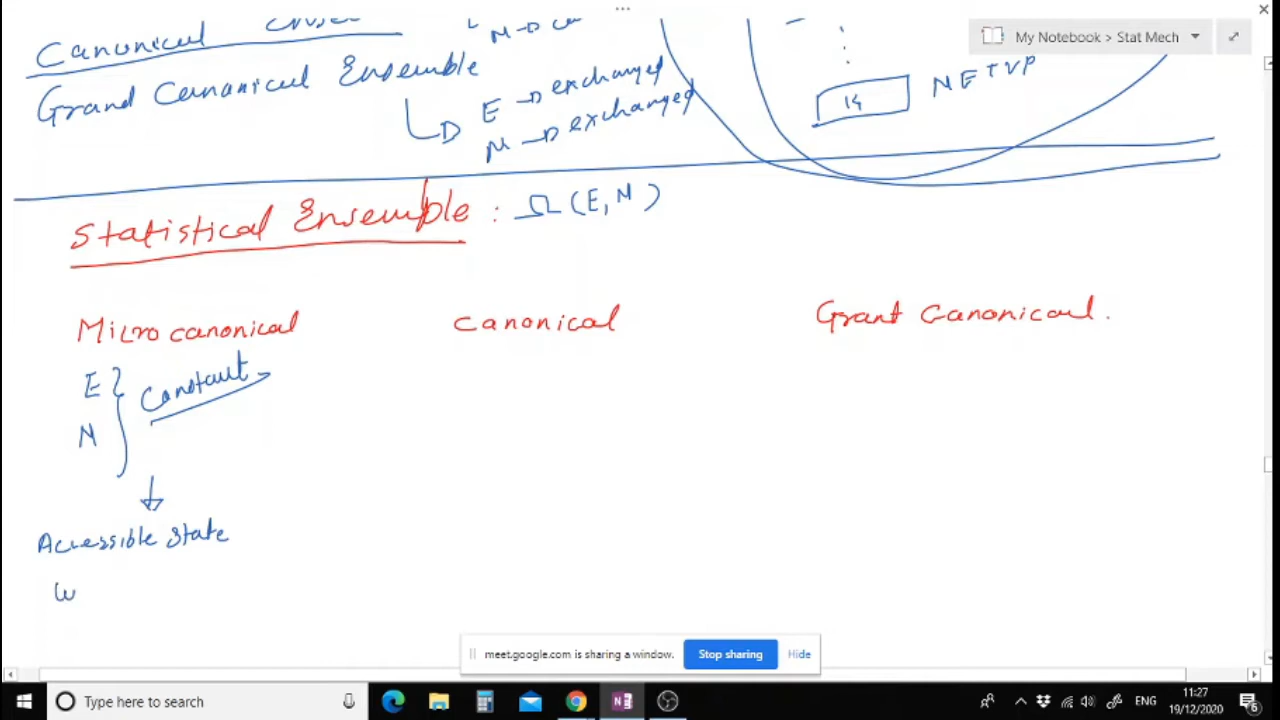 My Notebook > Stat Mech
Canonical
Grand Canonical Ensemble
E → exchanged
N → exchanged
14
N E T V P
Statistical Ensemble : Ω (E, N)
Micro canonical
canonical
Grant Canonical.
E
N
Constant
Accessible State
W
meet.google.com is sharing a window.
Stop sharing
Hide
Type here to search
ENG
11:27
19/12/2020
6